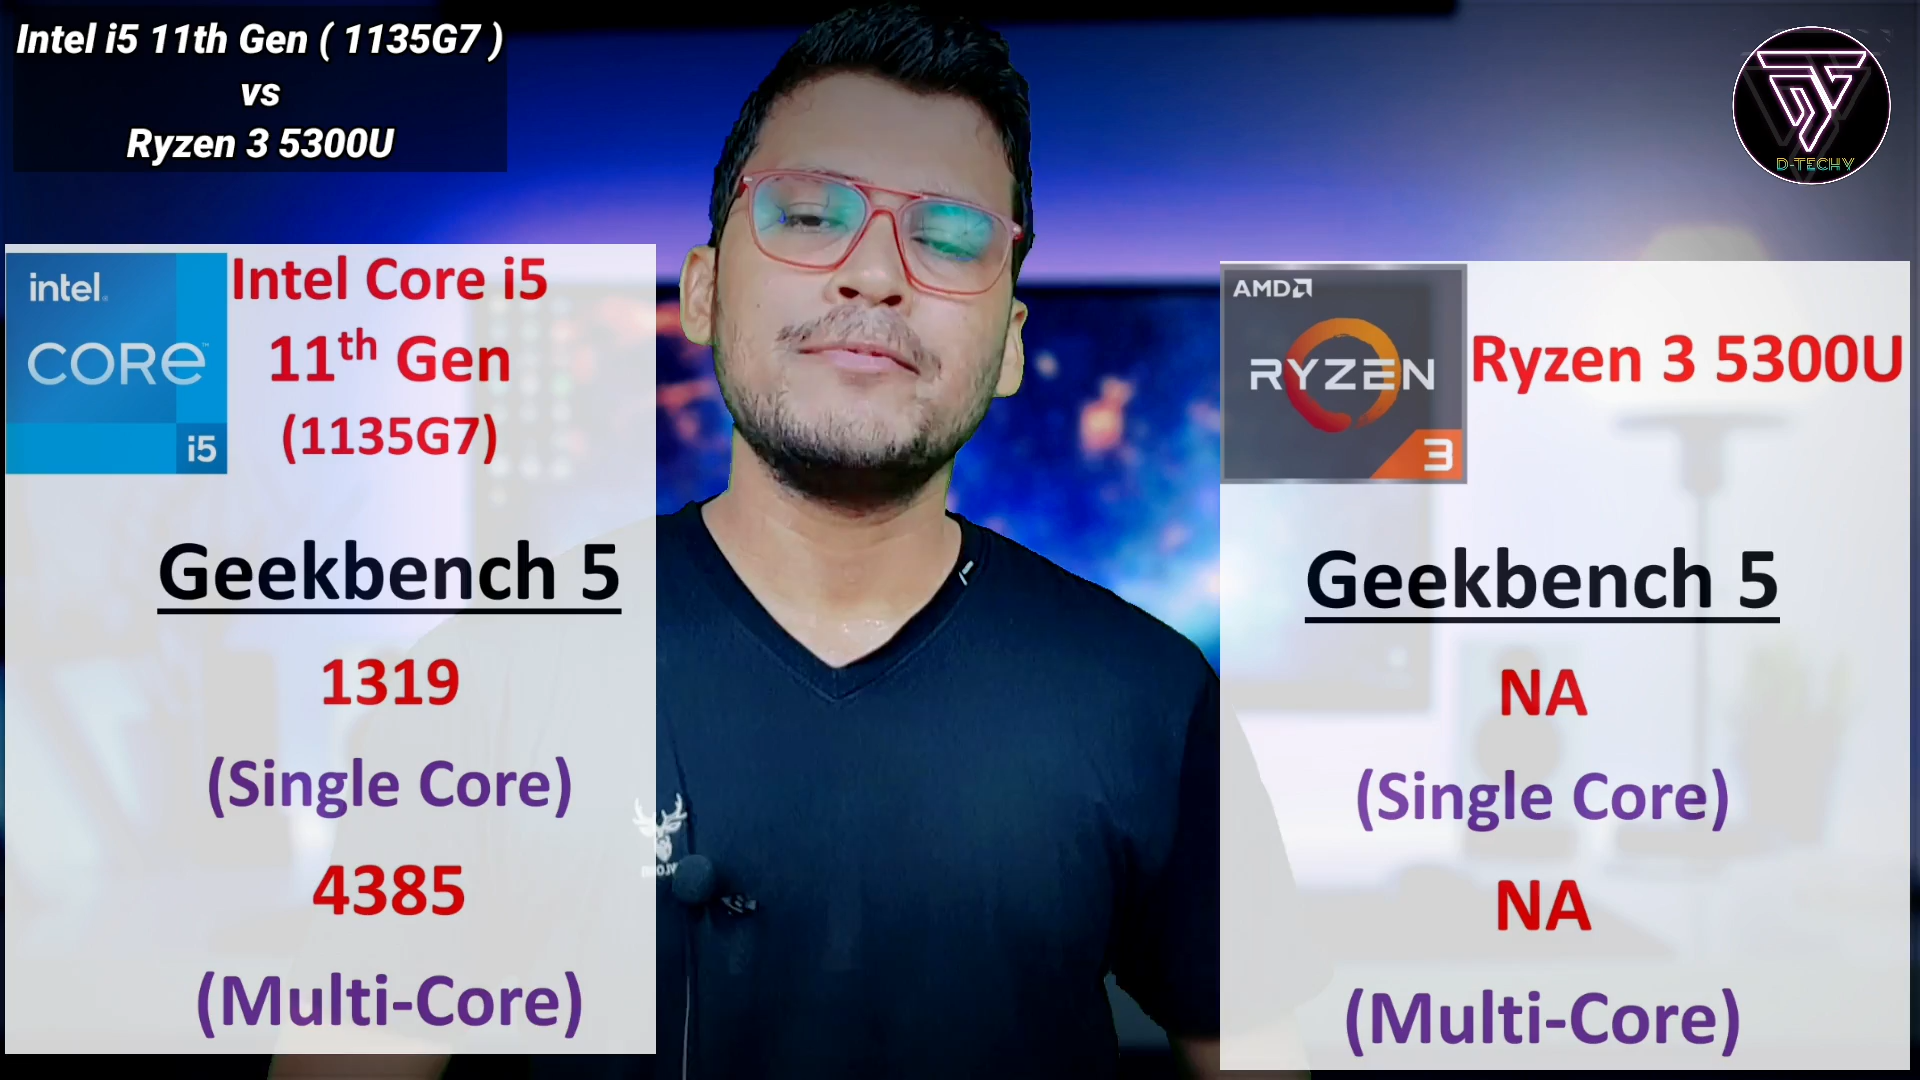 Intel i5 11th Gen ( 1135G7 )
vs
Ryzen 3 5300U
D-TECHY
intel.
CORE™
i5
Intel Core i5
11th Gen
(1135G7)
Geekbench 5
1319
(Single Core)
4385
(Multi-Core)
AMD
RYZEN
3
Ryzen 3 5300U
Geekbench 5
NA
(Single Core)
NA
(Multi-Core)